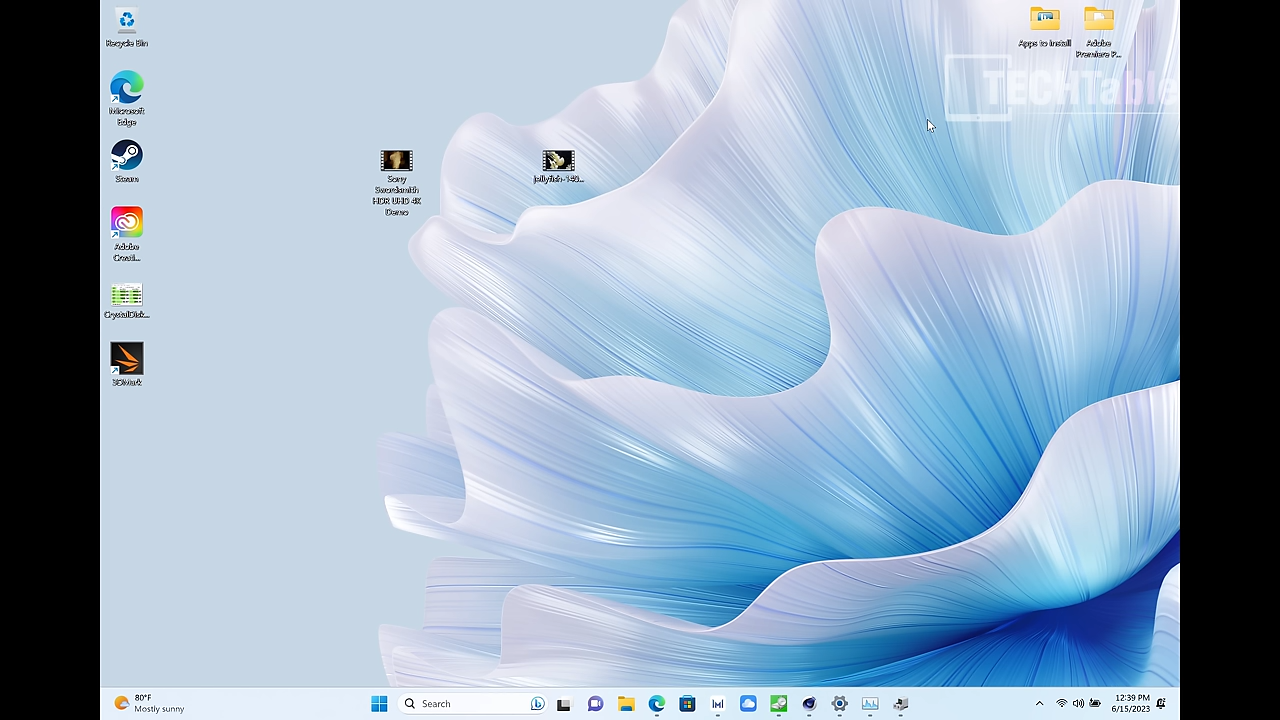 Recycle Bin
Microsoft
Edge
Steam
Adobe
Creati...
CrystalDisk...
3DMark
Sony
Swordsmith
HDR UHD 4K
Demo
Jellyfish-140...
Apps to Install
Adobe
Premiere P...
TECHTable
80°F
Mostly sunny
Search
12:39 PM
6/15/2023